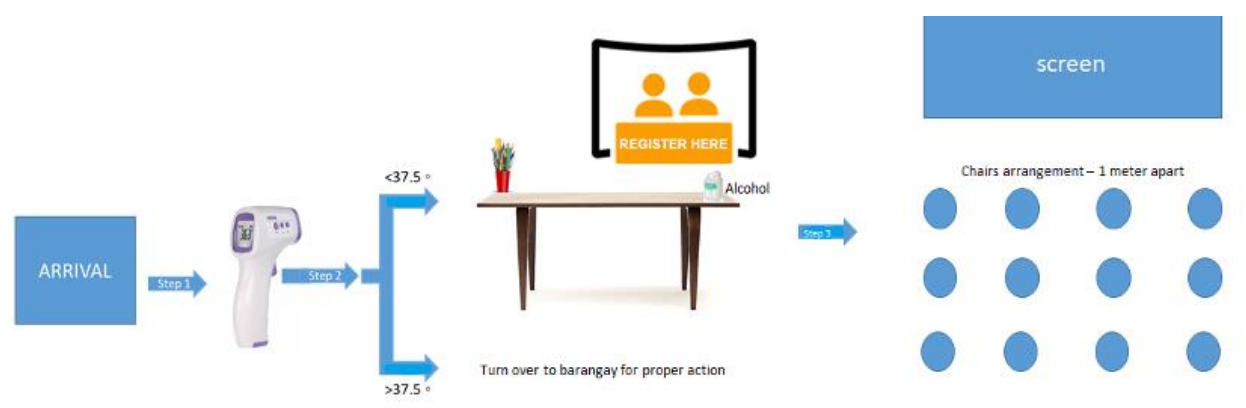 ARRIVAL
Step 1
Step 2
<37.5 °
>37.5 °
REGISTER HERE
Alcohol
Turn over to barangay for proper action
Step 3
screen
Chairs arrangement – 1 meter apart